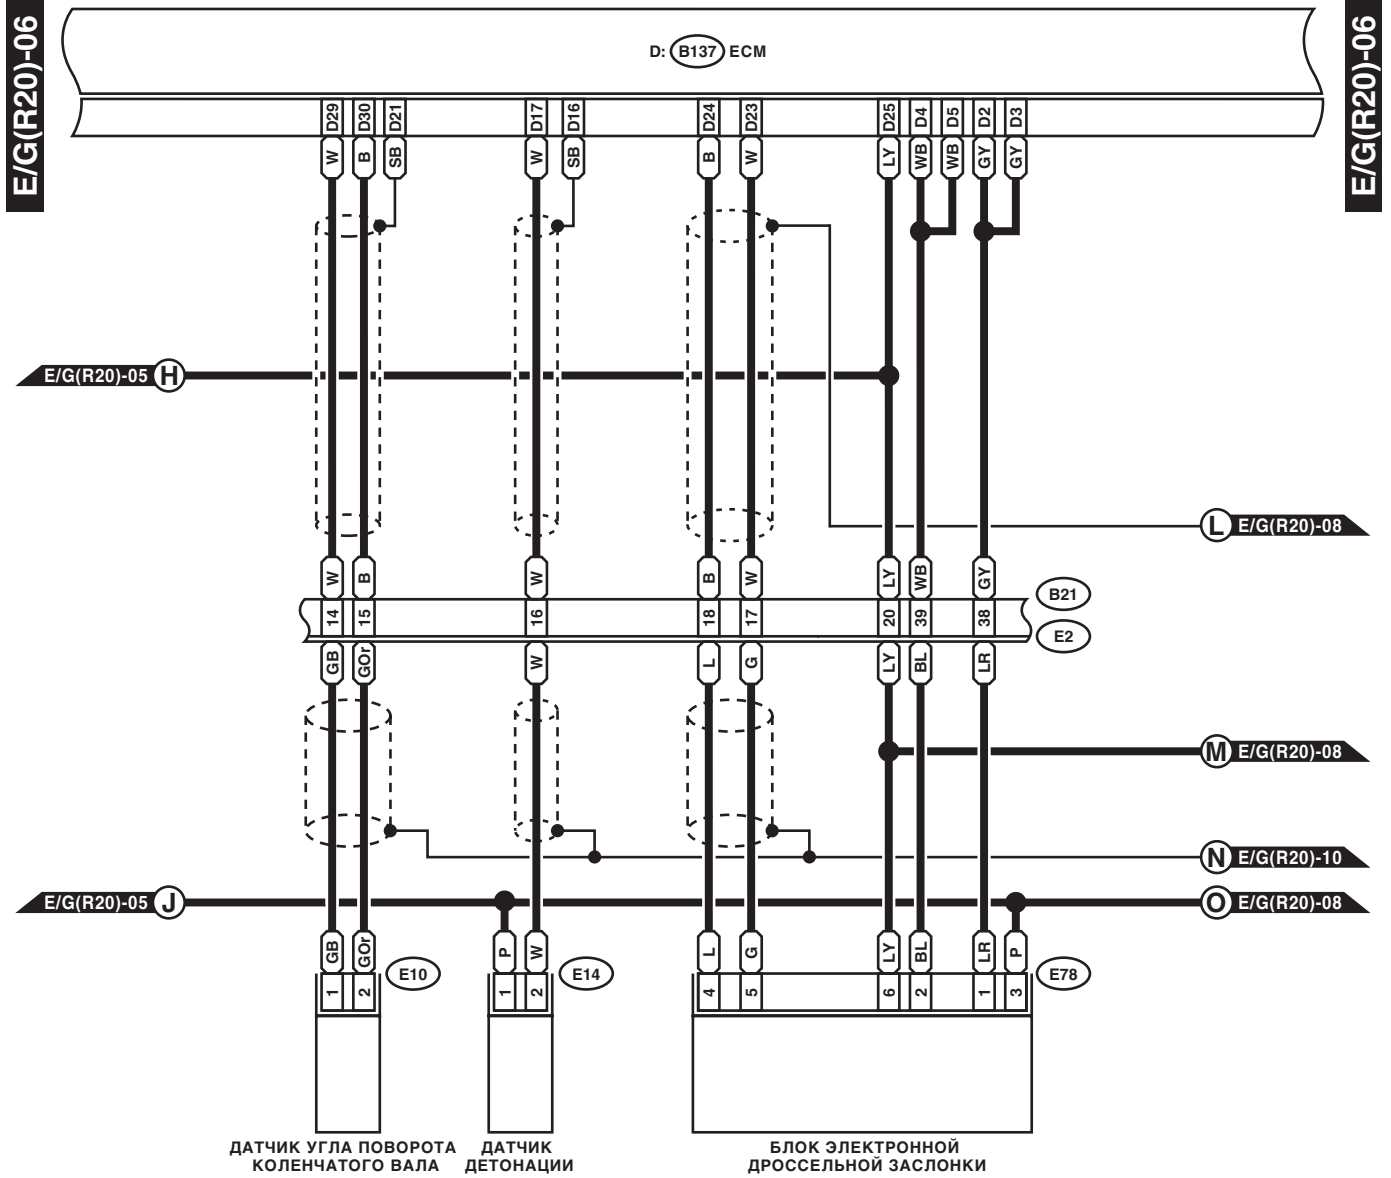 E/G(R20)-06
E/G(R20)-06
D: B137 ECM
D29 D30 D21 D17 D16 D24 D23 D25 D4 D5 D2 D3
W B SB W SB B W LY WB WB GY GY
E/G(R20)-05 H
L E/G(R20)-08
W B W B W LY WB GY
B21
14 15 16 18 17 20 39 38
E2
GB GOr W L G LY BL LR
M E/G(R20)-08
N E/G(R20)-10
E/G(R20)-05 J
O E/G(R20)-08
GB GOr P W L G LY BL LR P
E10 E14 E78
1 2 1 2 4 5 6 2 1 3
ДАТЧИК УГЛА ПОВОРОТА
КОЛЕНЧАТОГО ВАЛА
ДАТЧИК
ДЕТОНАЦИИ
БЛОК ЭЛЕКТРОННОЙ
ДРОССЕЛЬНОЙ ЗАСЛОНКИ